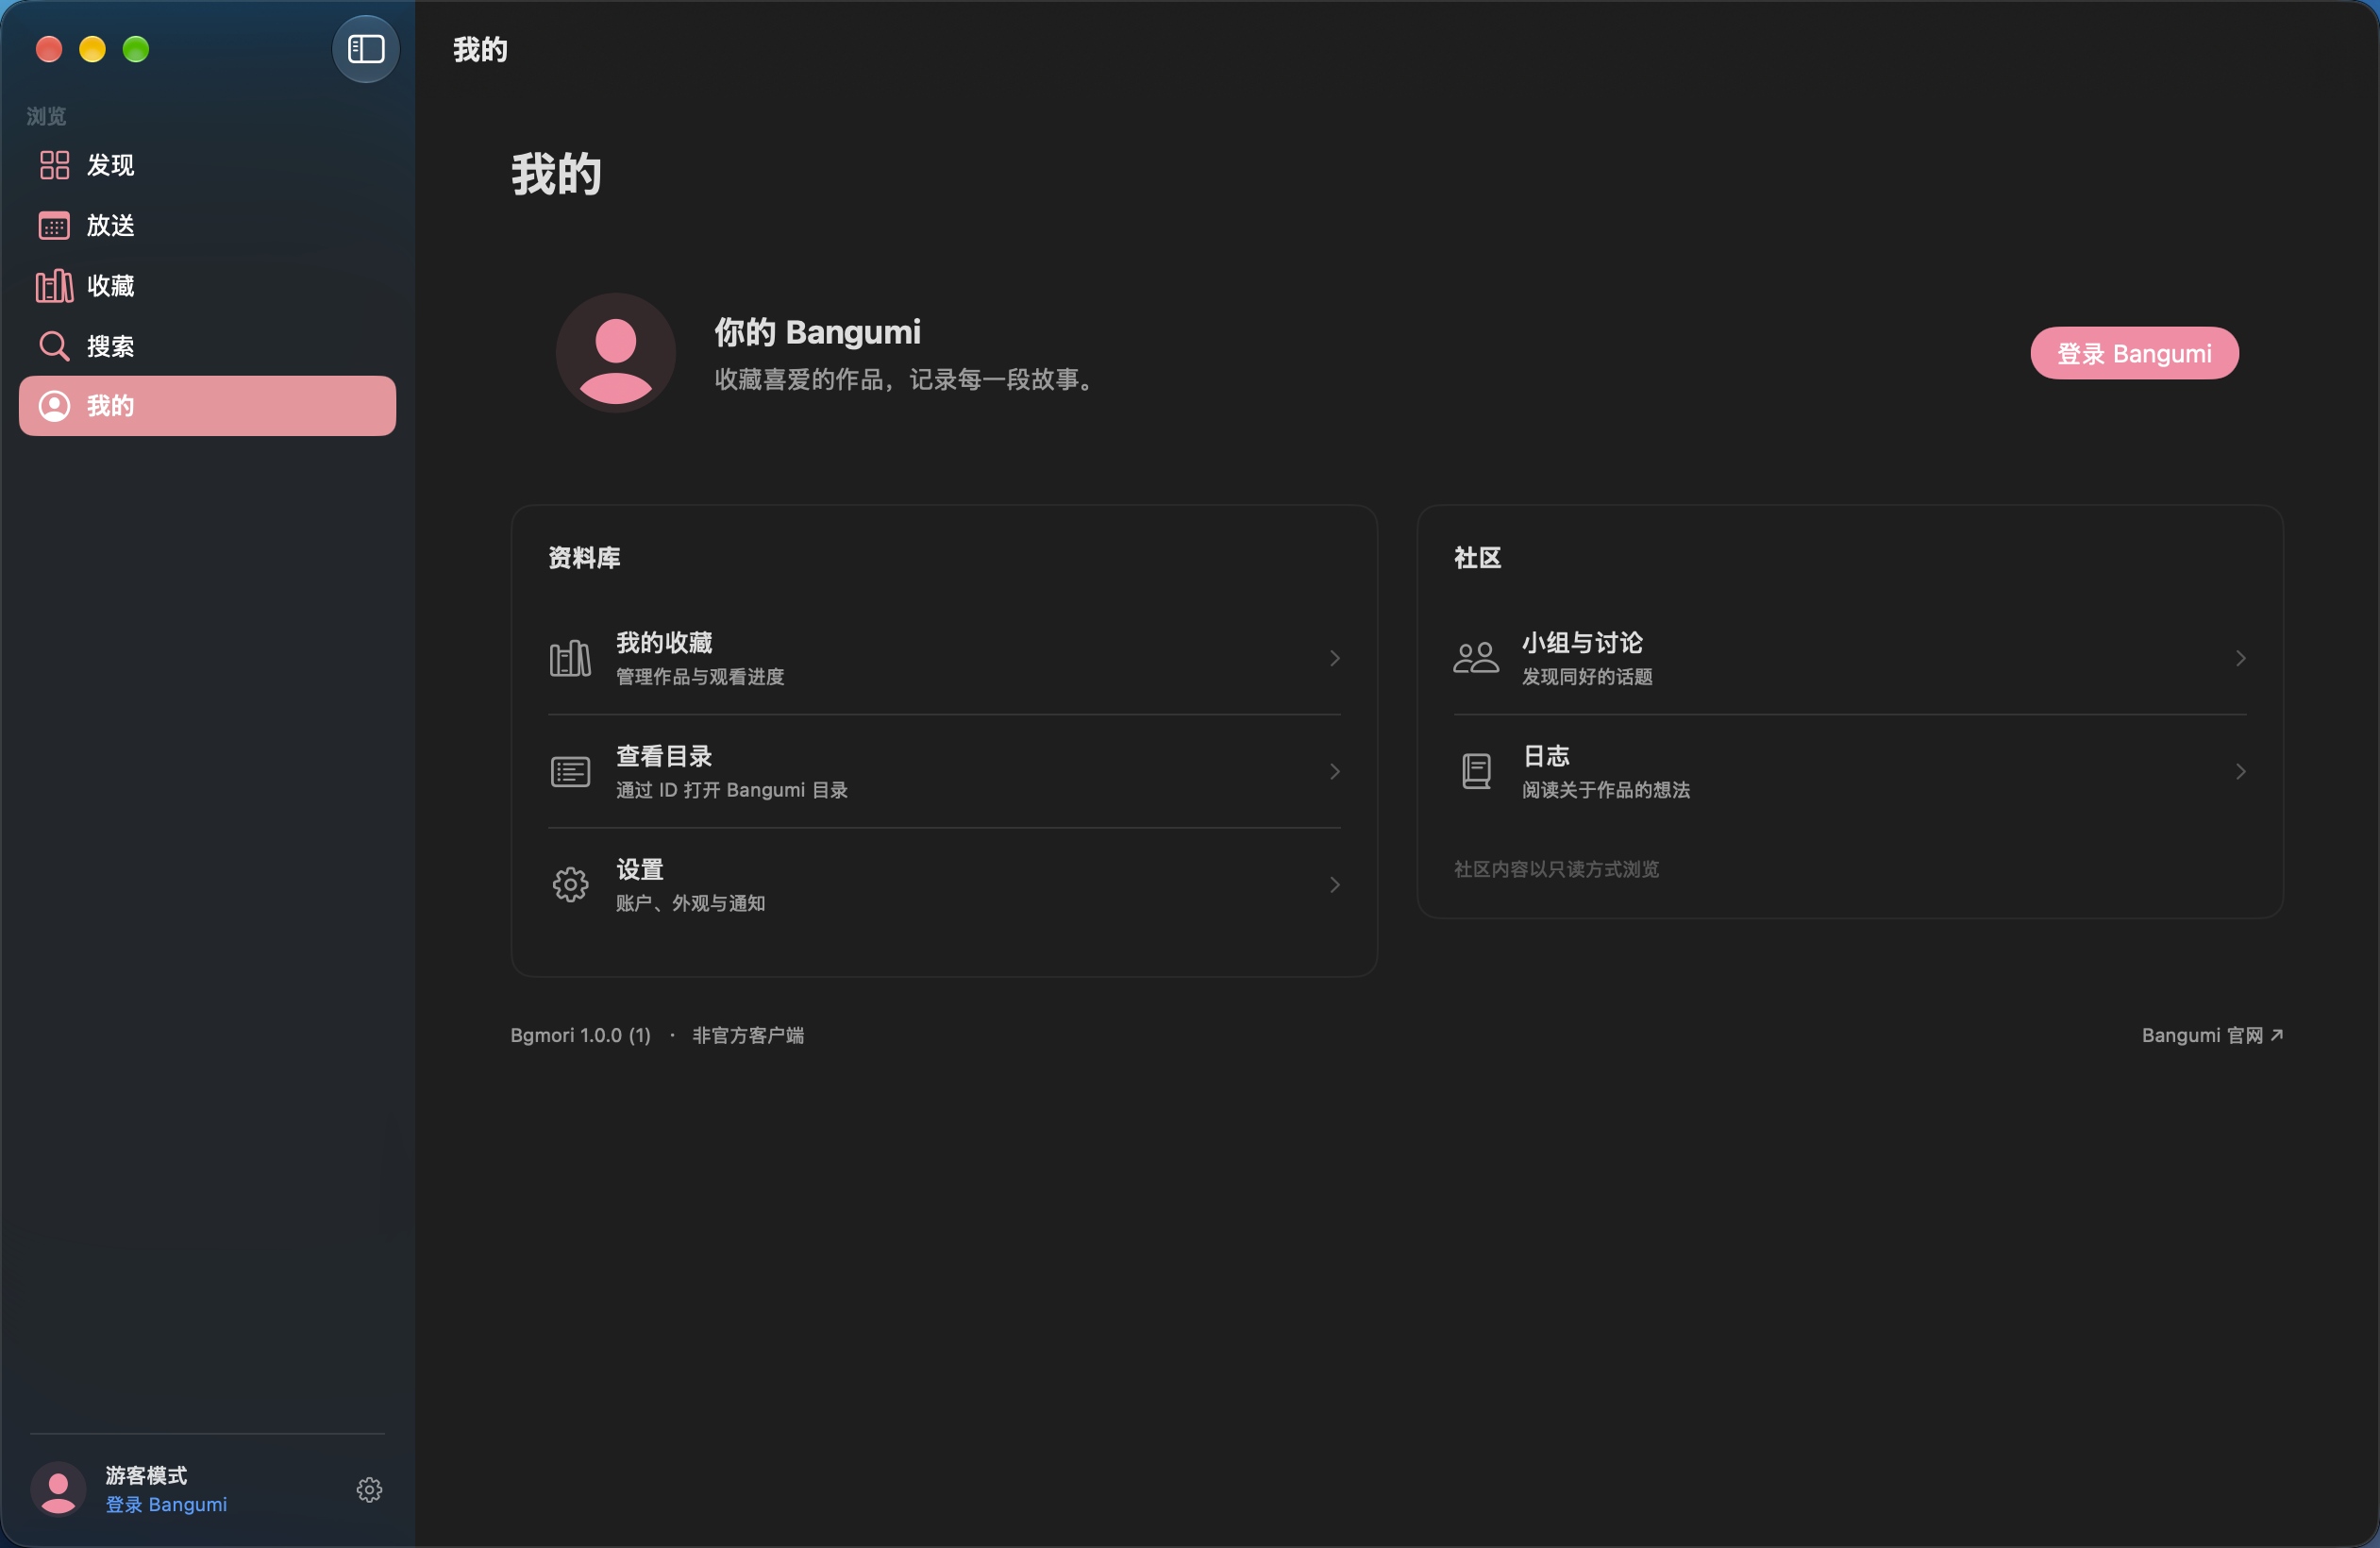 浏览
发现
放送
收藏
搜索
我的
游客模式
登录 Bangumi
我的
我的
你的 Bangumi
收藏喜爱的作品，记录每一段故事。
登录 Bangumi
资料库
我的收藏
管理作品与观看进度
查看目录
通过 ID 打开 Bangumi 目录
设置
账户、外观与通知
社区
小组与讨论
发现同好的话题
日志
阅读关于作品的想法
社区内容以只读方式浏览
Bgmori 1.0.0 (1) · 非官方客户端
Bangumi 官网 ↗